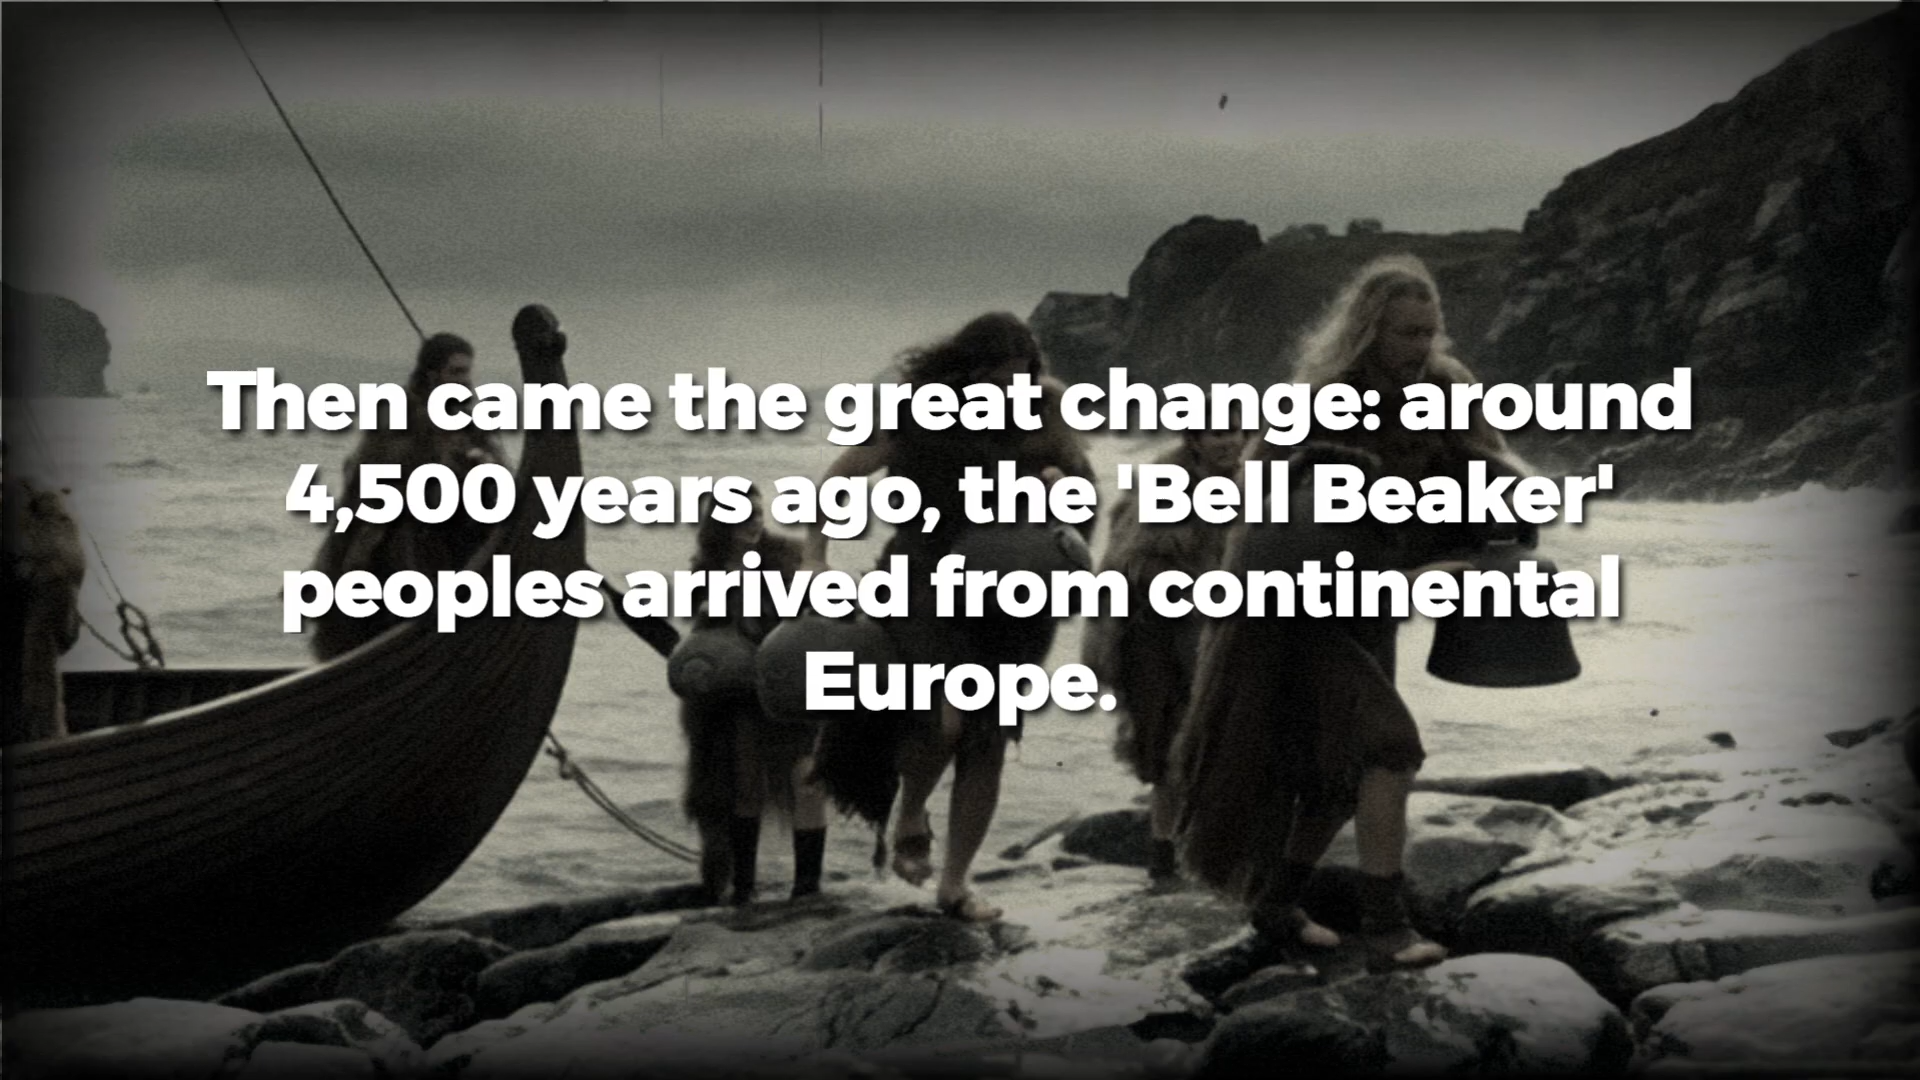 Then came the great change: around
4,500 years ago, the 'Bell Beaker'
peoples arrived from continental
Europe.